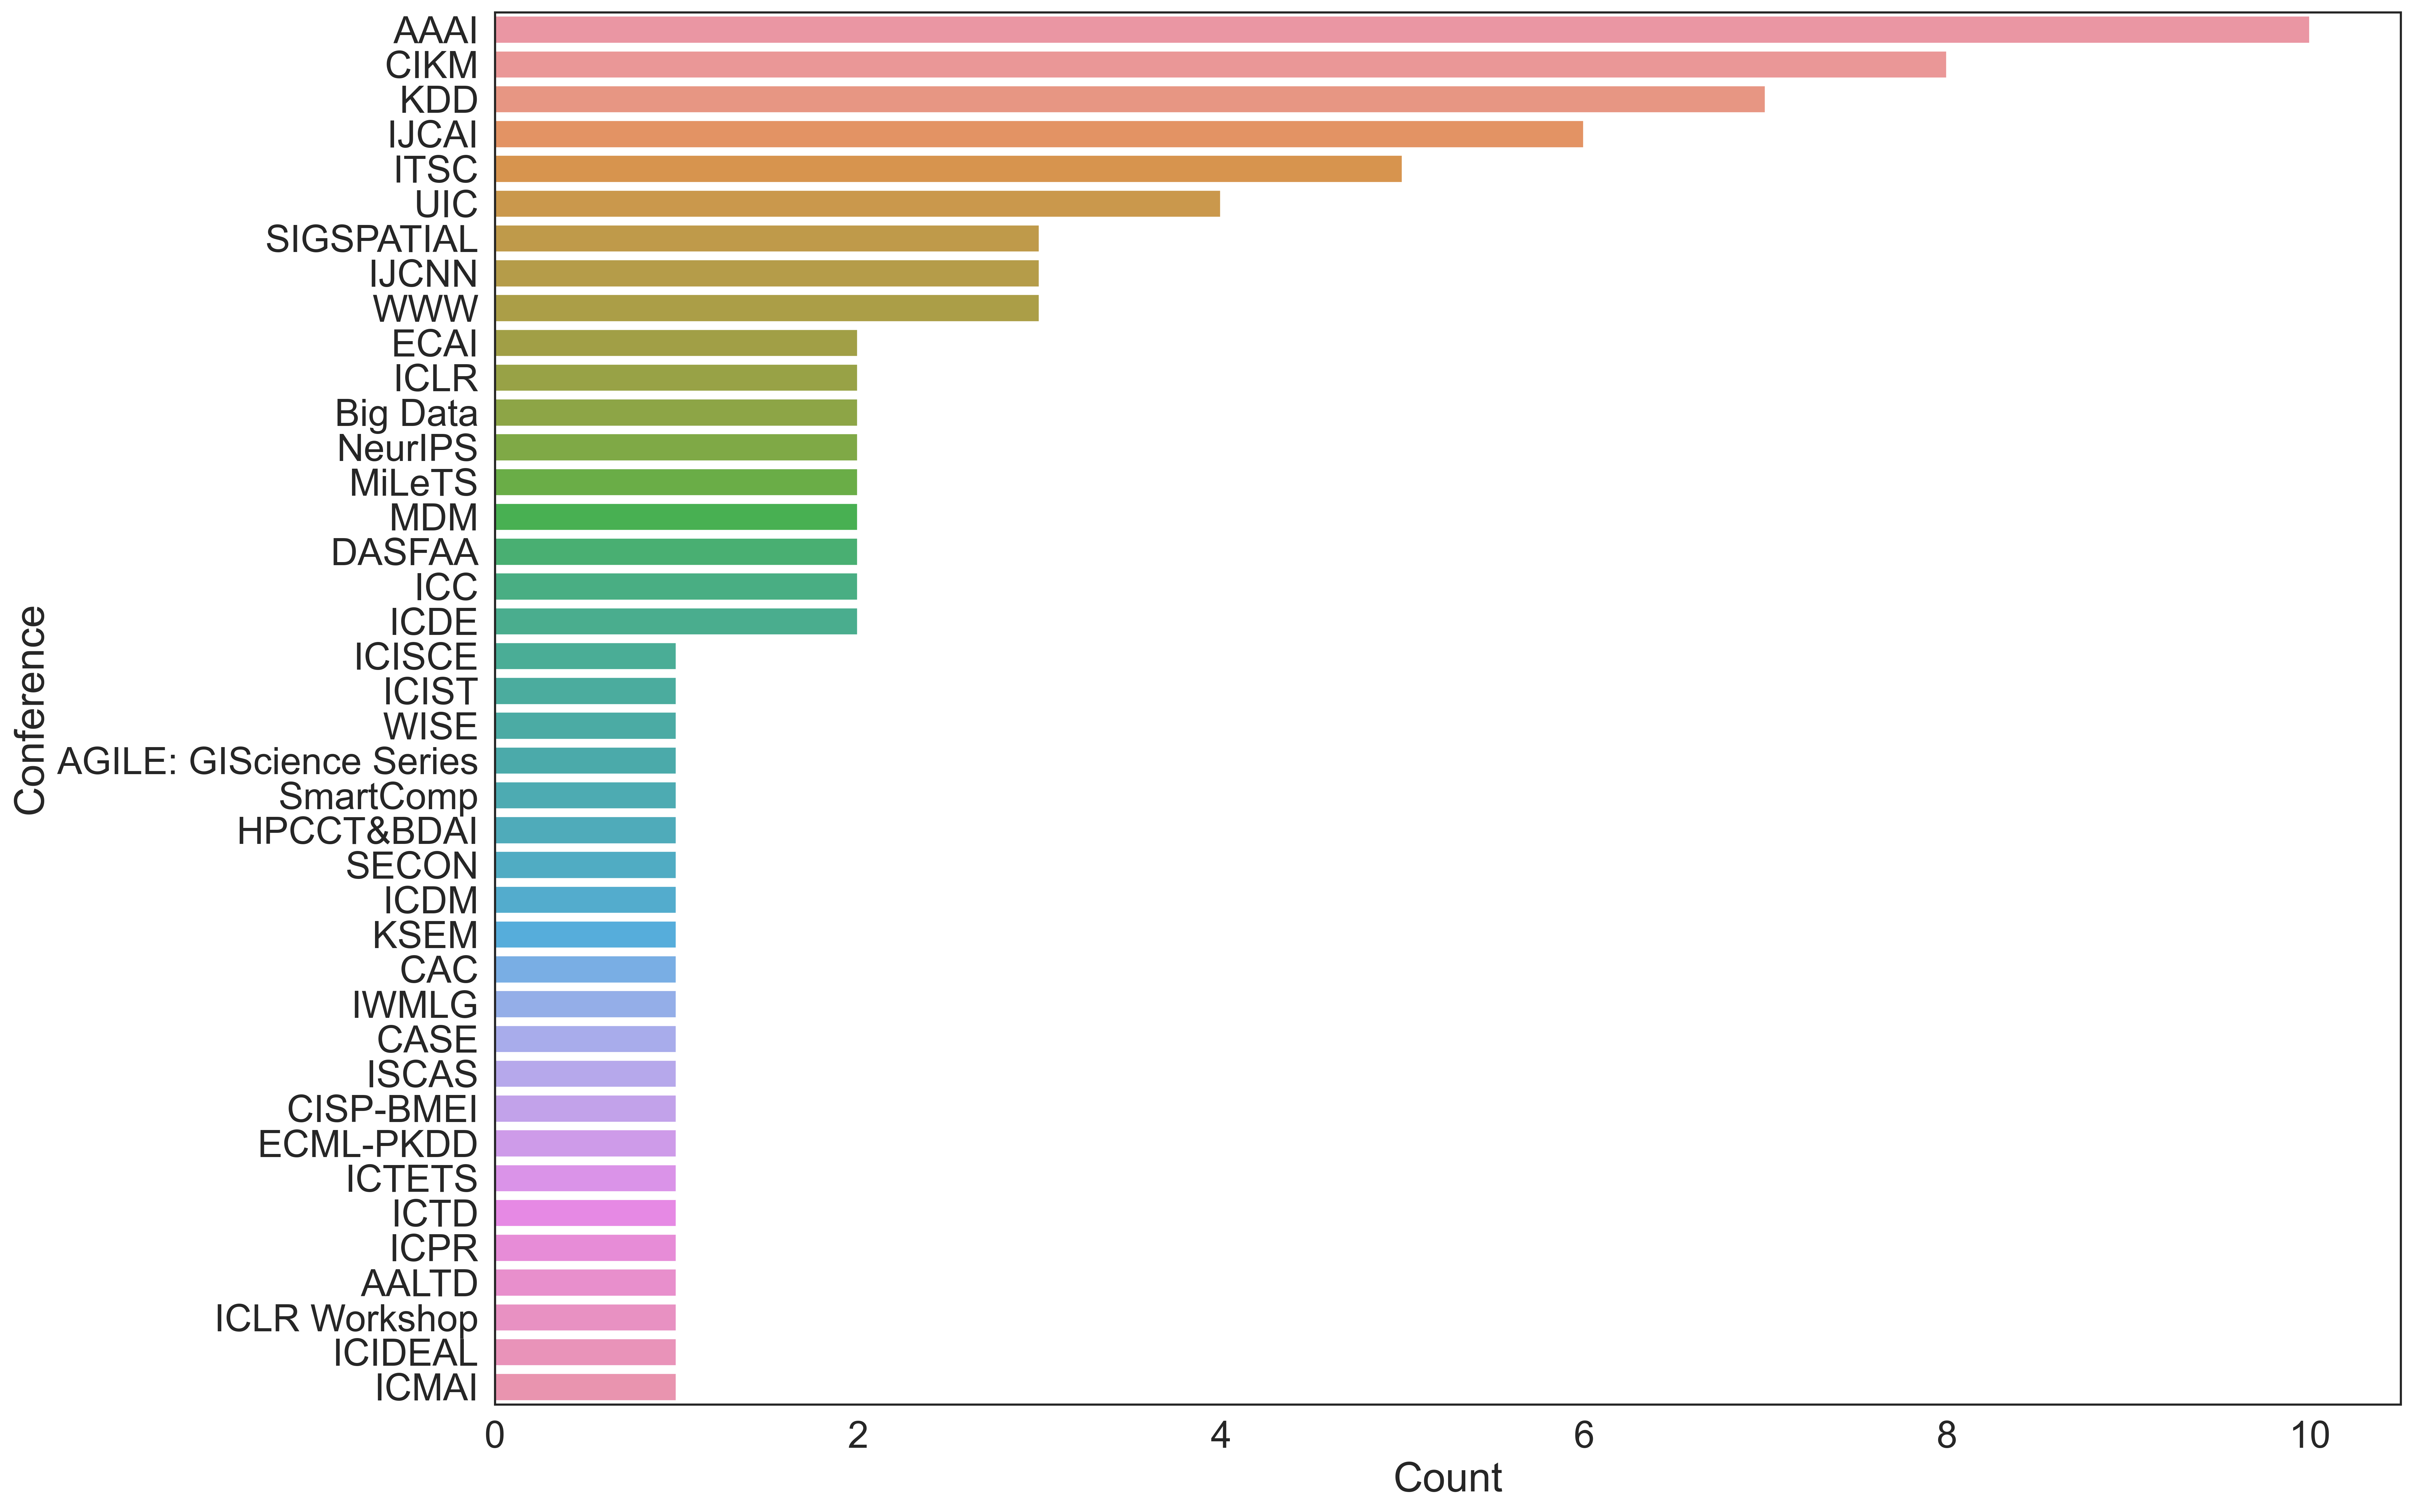 AAAI
CIKM
KDD
IJCAI
ITSC
UIC
SIGSPATIAL
IJCNN
WWW
ECAI
ICLR
Big Data
NeurIPS
MiLeTS
MDM
DASFAA
ICC
ICDE
ICISCE
ICIST
WISE
AGILE: GIScience Series
SmartComp
HPCCT&BDAI
SECON
ICDM
KSEM
CAC
IWMLG
CASE
ISCAS
CISP-BMEI
ECML-PKDD
ICTETS
ICTD
ICPR
AALTD
ICLR Workshop
ICIDEAL
ICMAI
Conference
0 2 4 6 8 10
Count